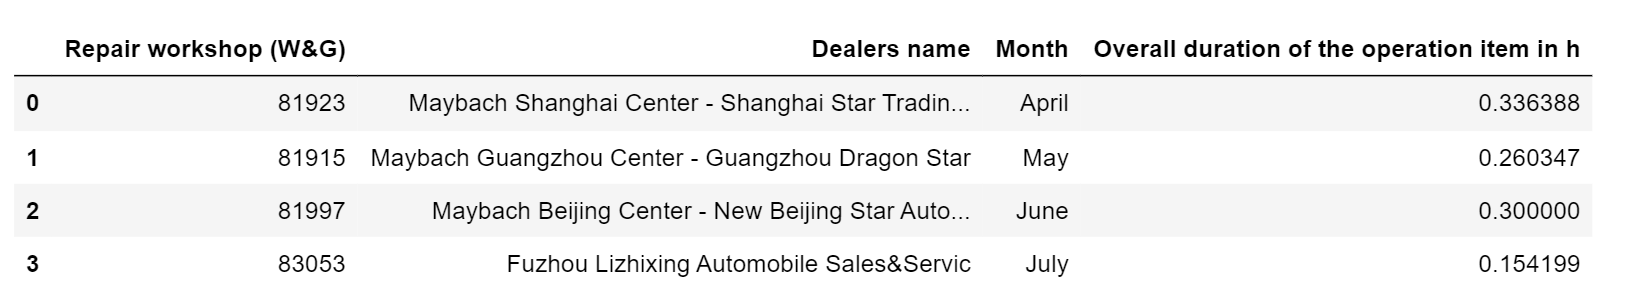 Repair workshop (W&G) Dealers name Month Overall duration of the operation item in h
0 81923 Maybach Shanghai Center - Shanghai Star Tradin... April 0.336388
1 81915 Maybach Guangzhou Center - Guangzhou Dragon Star May 0.260347
2 81997 Maybach Beijing Center - New Beijing Star Auto... June 0.300000
3 83053 Fuzhou Lizhixing Automobile Sales&Servic July 0.154199